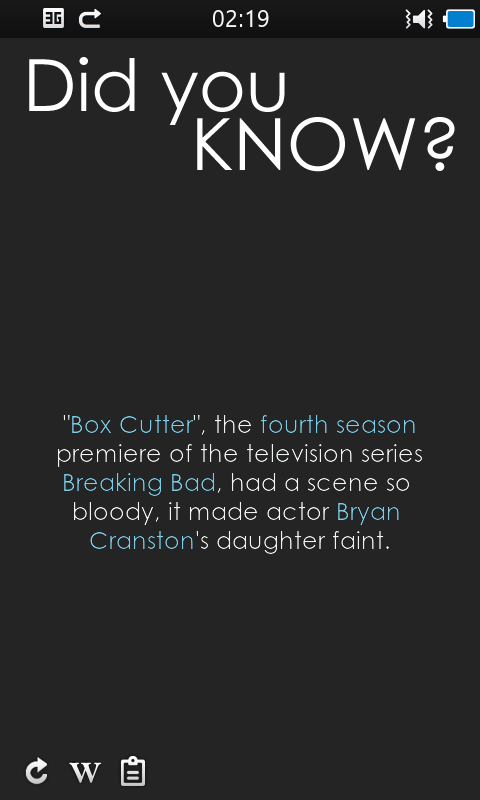 3G 02:19
Did you
KNOW?
"Box Cutter", the fourth season
premiere of the television series
Breaking Bad, had a scene so
bloody, it made actor Bryan
Cranston's daughter faint.
W